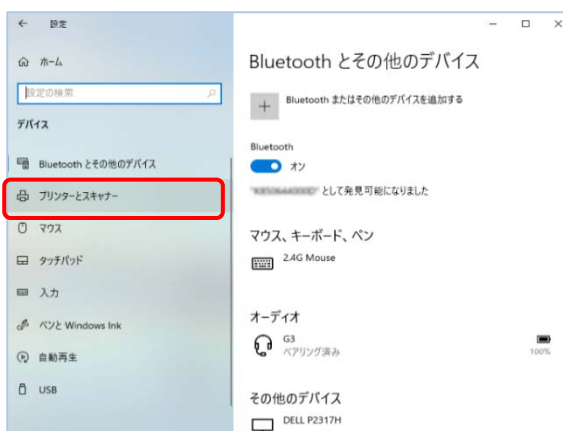 設定
ホーム
設定の検索
デバイス
Bluetooth とその他のデバイス
プリンターとスキャナー
マウス
タッチパッド
入力
ペンと Windows Ink
自動再生
USB
Bluetooth とその他のデバイス
Bluetooth またはその他のデバイスを追加する
Bluetooth
オン
として発見可能になりました
マウス、キーボード、ペン
2.4G Mouse
オーディオ
G3
ペアリング済み
100%
その他のデバイス
DELL P2317H